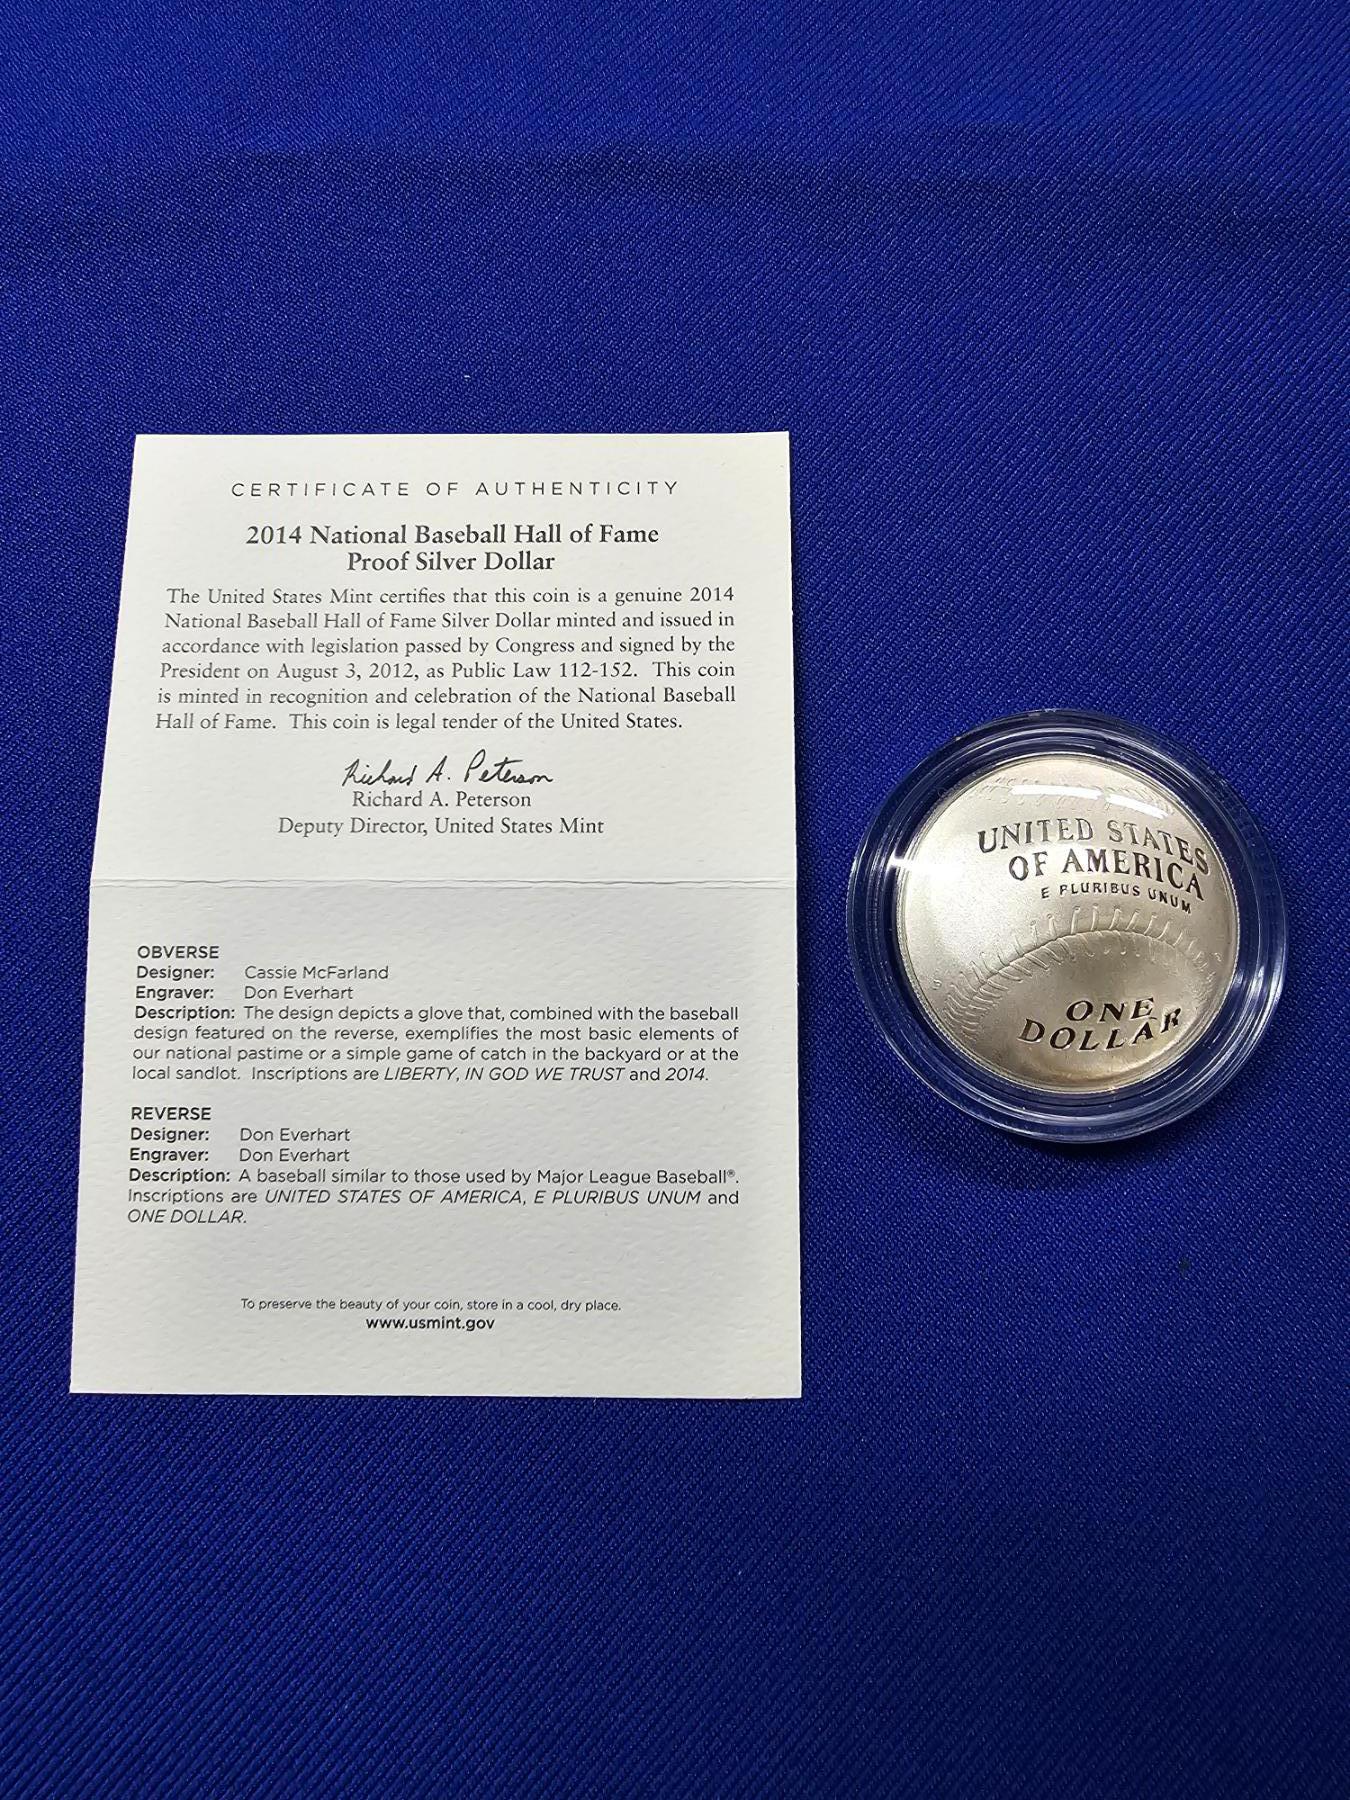 CERTIFICATE OF AUTHENTICITY
2014 National Baseball Hall of Fame
Proof Silver Dollar
The United States Mint certifies that this coin is a genuine 2014
National Baseball Hall of Fame Silver Dollar minted and issued in
accordance with legislation passed by Congress and signed by the
President on August 3, 2012, as Public Law 112-152. This coin
is minted in recognition and celebration of the National Baseball
Hall of Fame. This coin is legal tender of the United States.
Richard A. Peterson
Richard A. Peterson
Deputy Director, United States Mint
OBVERSE
Designer: Cassie McFarland
Engraver: Don Everhart
Description: The design depicts a glove that, combined with the baseball
design featured on the reverse, exemplifies the most basic elements of
our national pastime or a simple game of catch in the backyard or at the
local sandlot. Inscriptions are LIBERTY, IN GOD WE TRUST and 2014.
REVERSE
Designer: Don Everhart
Engraver: Don Everhart
Description: A baseball similar to those used by Major League Baseball®.
Inscriptions are UNITED STATES OF AMERICA, E PLURIBUS UNUM and
ONE DOLLAR.
To preserve the beauty of your coin, store in a cool, dry place.
www.usmint.gov
UNITED STATES
OF AMERICA
E PLURIBUS UNUM
ONE
DOLLAR